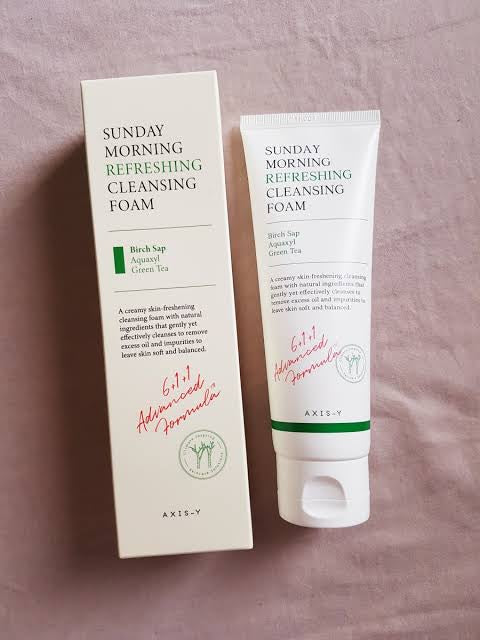 SUNDAY
MORNING
REFRESHING
CLEANSING
FOAM
Birch Sap
Aquaxyl
Green Tea
A creamy skin-freshening
cleansing foam with natural
ingredients that gently yet
effectively cleanses to remove
excess oil and impurities to
leave skin soft and balanced.
6+1+1
Advanced
Formula™
AXIS-Y
SUNDAY
MORNING
REFRESHING
CLEANSING
FOAM
Birch Sap
Aquaxyl
Green Tea
A creamy skin-freshening cleansing
foam with natural ingredients that
gently yet effectively cleanses to
remove excess oil and impurities
to leave skin soft and balanced.
6+1+1
Advanced
Formula™
AXIS-Y